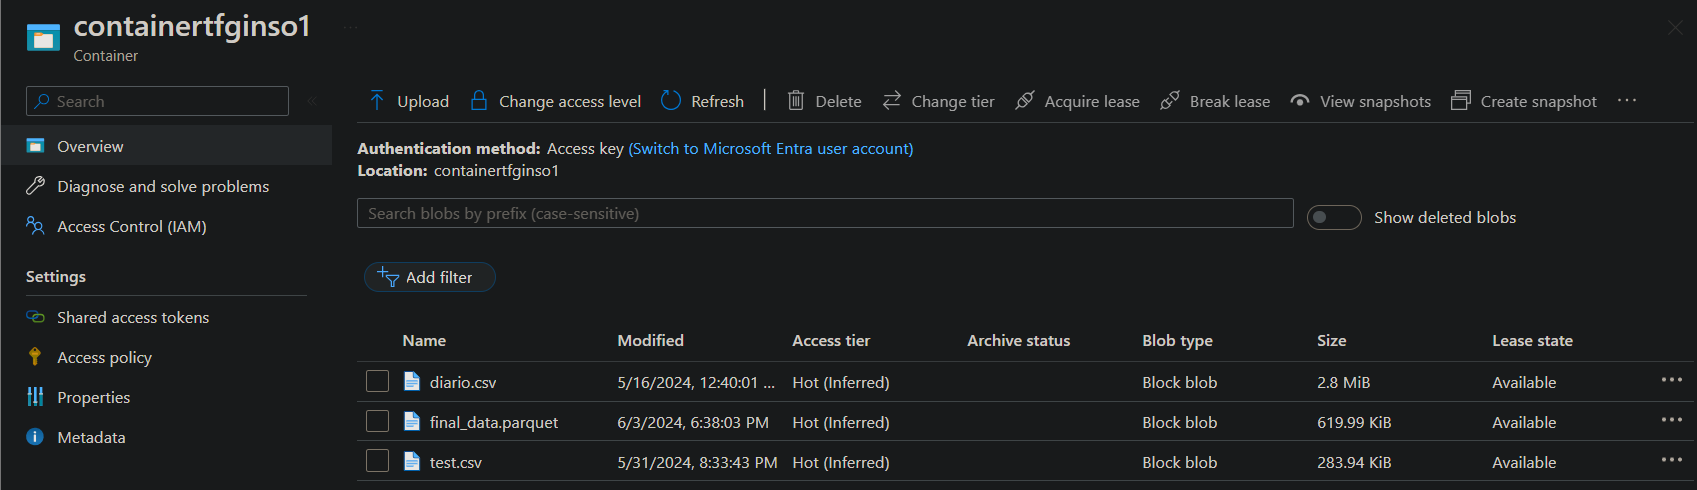 containertfginso1 ...
Container
Search
Overview
Diagnose and solve problems
Access Control (IAM)
Settings
Shared access tokens
Access policy
Properties
Metadata
Upload Change access level Refresh Delete Change tier Acquire lease Break lease View snapshots Create snapshot ...
Authentication method: Access key (Switch to Microsoft Entra user account)
Location: containertfginso1
Search blobs by prefix (case-sensitive)
Show deleted blobs
Add filter
Name Modified Access tier Archive status Blob type Size Lease state
diario.csv 5/16/2024, 12:40:01 ... Hot (Inferred) Block blob 2.8 MiB Available ...
final_data.parquet 6/3/2024, 6:38:03 PM Hot (Inferred) Block blob 619.99 KiB Available ...
test.csv 5/31/2024, 8:33:43 PM Hot (Inferred) Block blob 283.94 KiB Available ...